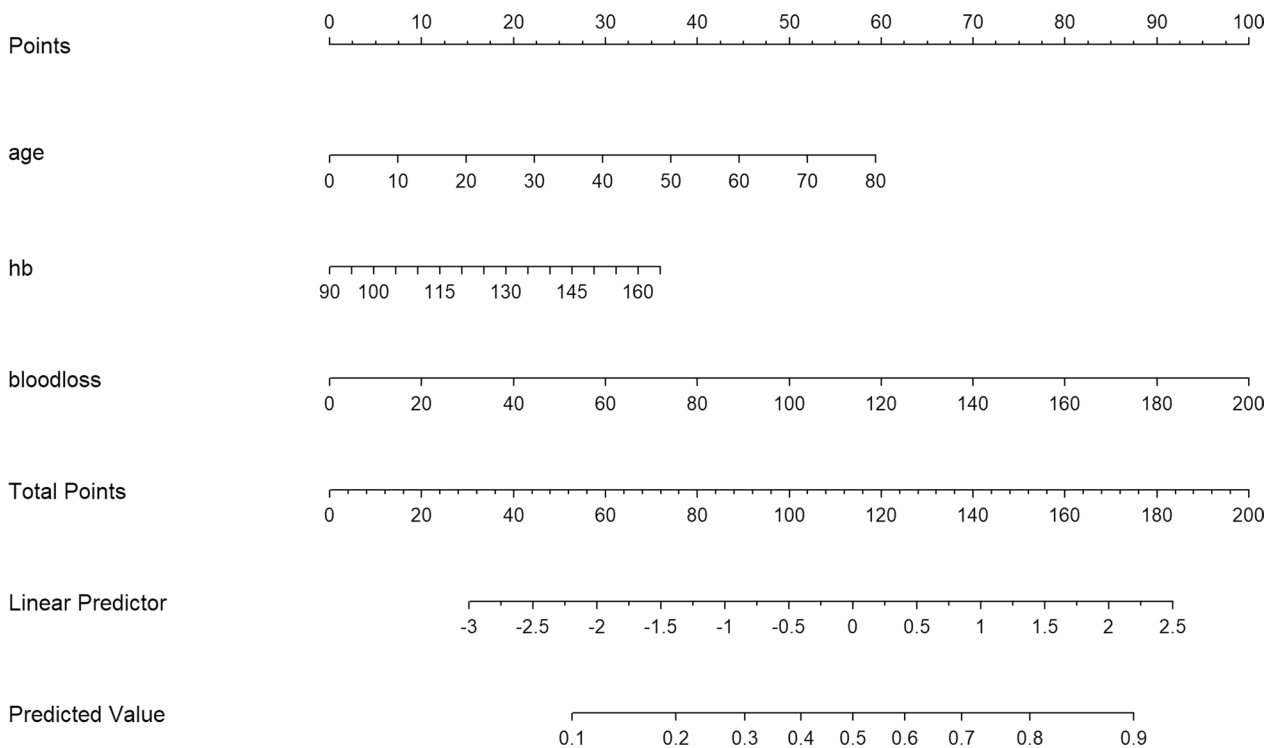 0 10 20 30 40 50 60 70 80 90 100
Points
age
0 10 20 30 40 50 60 70 80
hb
90 100 115 130 145 160
bloodloss
0 20 40 60 80 100 120 140 160 180 200
Total Points
0 20 40 60 80 100 120 140 160 180 200
Linear Predictor
-3 -2.5 -2 -1.5 -1 -0.5 0 0.5 1 1.5 2 2.5
Predicted Value
0.1 0.2 0.3 0.4 0.5 0.6 0.7 0.8 0.9